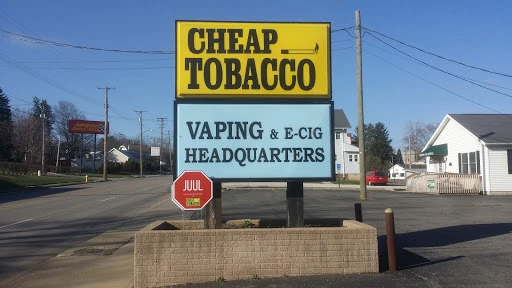 CHEAP
TOBACCO
VAPING & E-CIG
HEADQUARTERS
JUUL